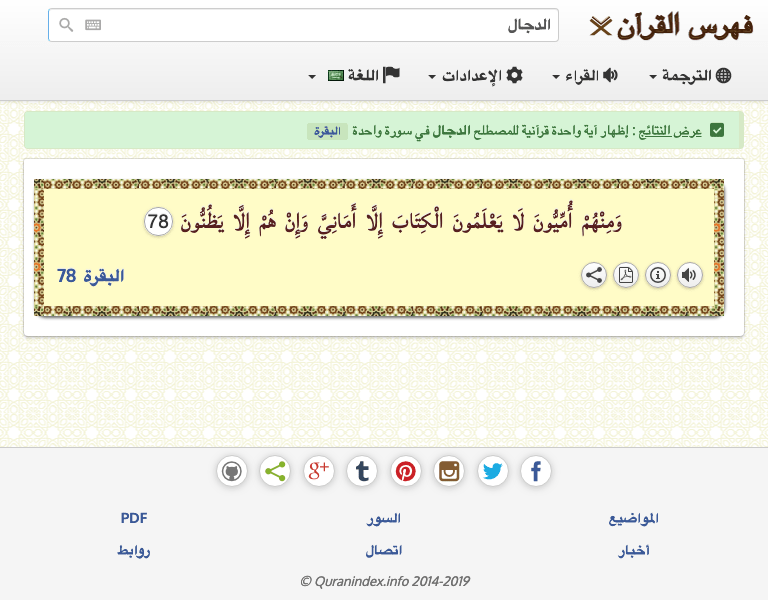 فهرس القرآن
الدجال
الترجمة القراء الإعدادات اللغة
عرض النتائج : إظهار آية واحدة قرآنية للمصطلح الدجال في سورة واحدة البقرة
وَمِنْهُمْ أُمِّيُّونَ لَا يَعْلَمُونَ الْكِتَابَ إِلَّا أَمَانِيَّ وَإِنْ هُمْ إِلَّا يَظُنُّونَ 78
البقرة 78
المواضيع السور PDF
أخبار اتصال روابط
© Quranindex.info 2014-2019